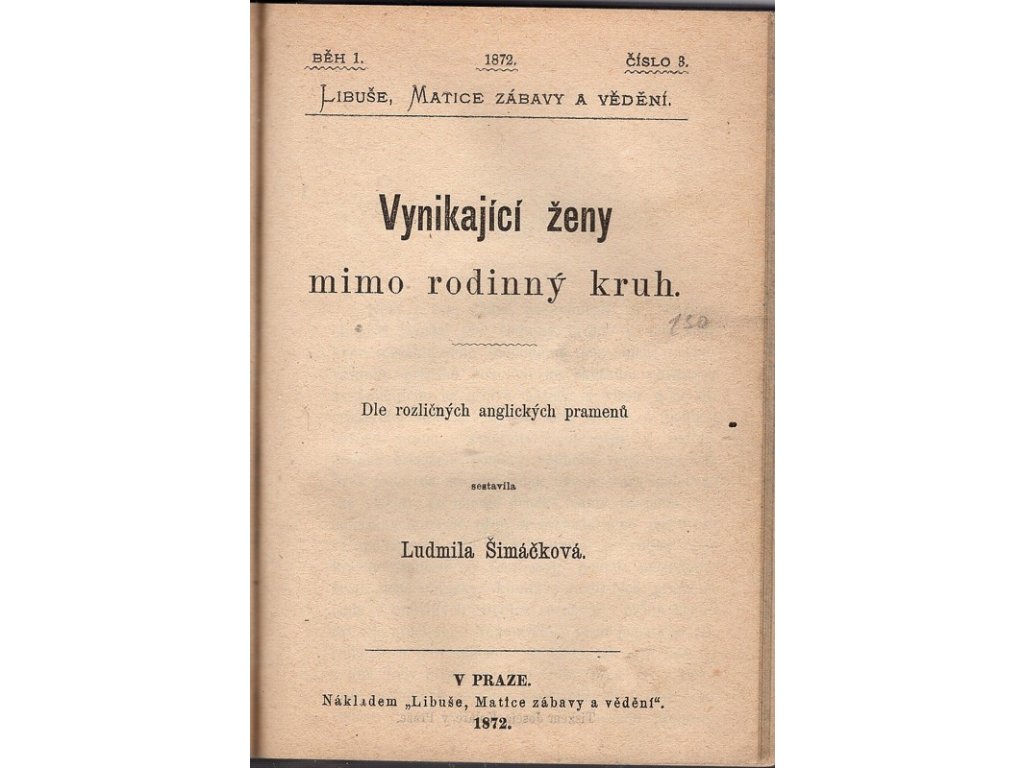 BĚH 1. 1872. ČÍSLO 3.
LIBUŠE, MATICE ZÁBAVY A VĚDĚNÍ.
Vynikající ženy
mimo rodinný kruh.
130
Dle rozličných anglických pramenů
sestavila
Ludmila Šimáčková.
V PRAZE.
Nákladem „Libuše, Matice zábavy a vědění“.
1872.